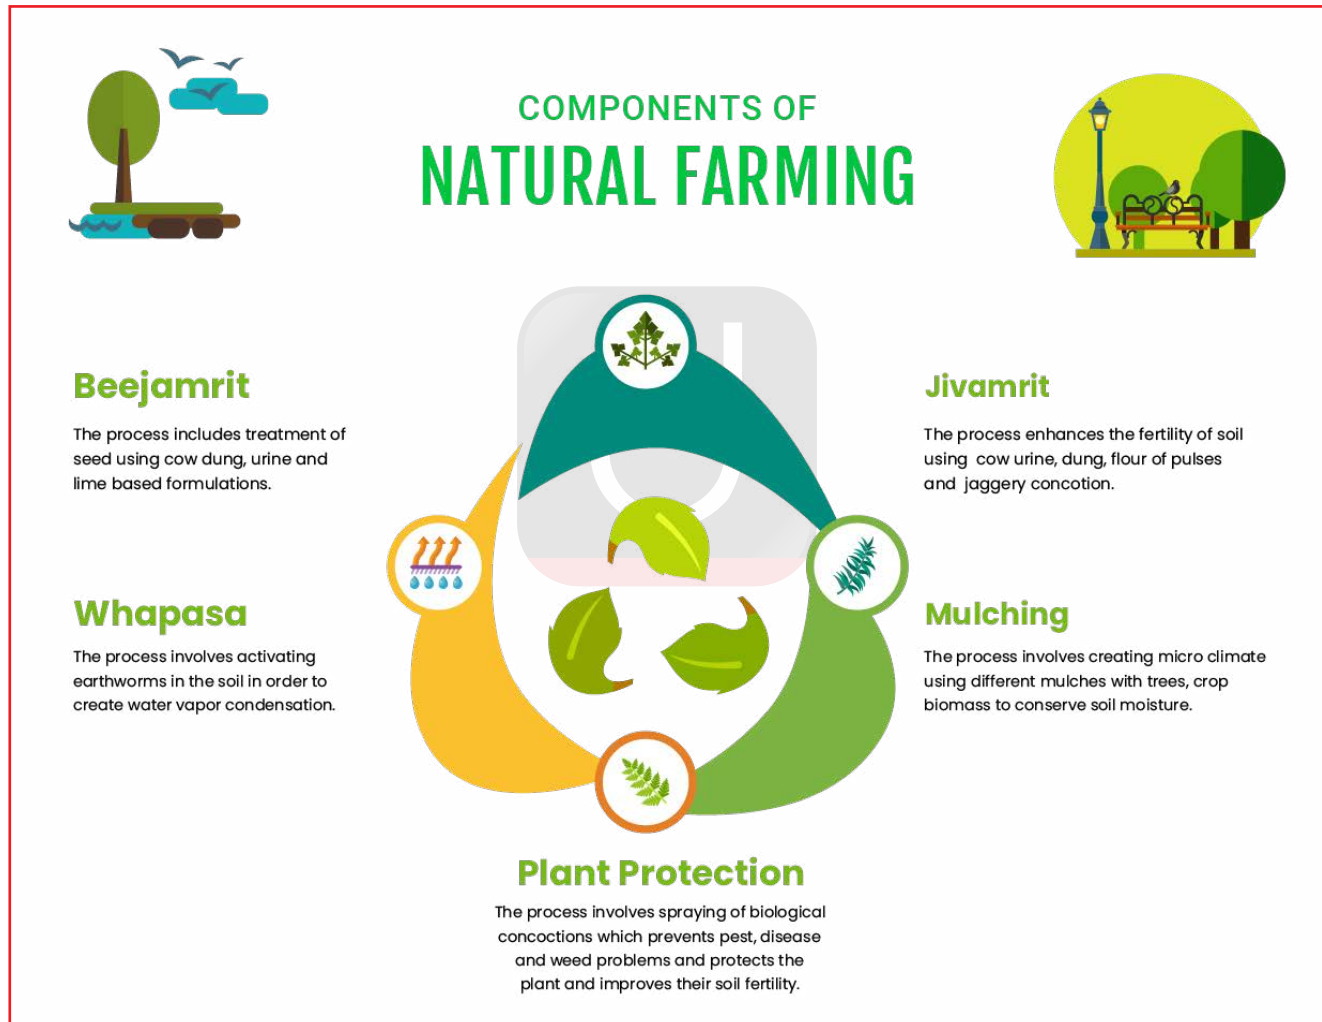 COMPONENTS OF
NATURAL FARMING
Beejamrit
The process includes treatment of
seed using cow dung, urine and
lime based formulations.
Jivamrit
The process enhances the fertility of soil
using cow urine, dung, flour of pulses
and jaggery concotion.
Whapasa
The process involves activating
earthworms in the soil in order to
create water vapor condensation.
Mulching
The process involves creating micro climate
using different mulches with trees, crop
biomass to conserve soil moisture.
Plant Protection
The process involves spraying of biological
concoctions which prevents pest, disease
and weed problems and protects the
plant and improves their soil fertility.